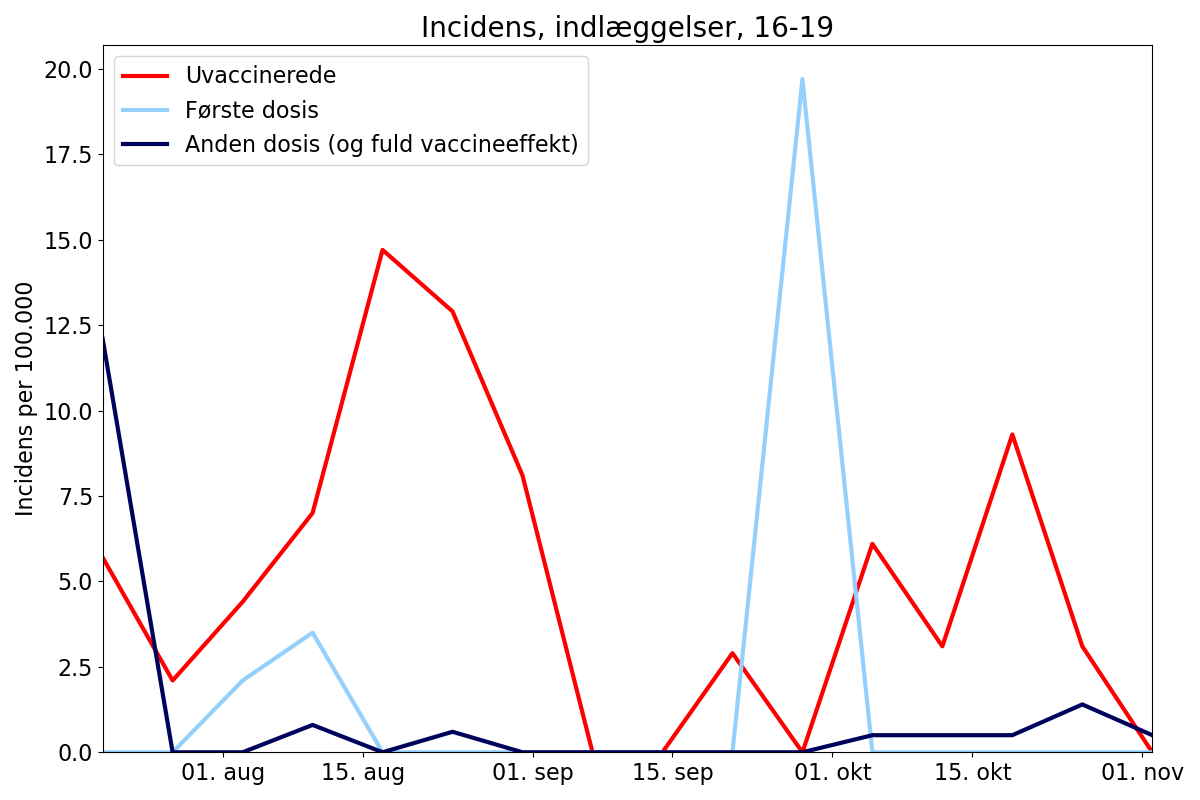 Incidens, indlæggelser, 16-19
Uvaccinerede
Første dosis
Anden dosis (og fuld vaccineeffekt)
Incidens per 100.000
20.0
17.5
15.0
12.5
10.0
7.5
5.0
2.5
0.0
01. aug 15. aug 01. sep 15. sep 01. okt 15. okt 01. nov